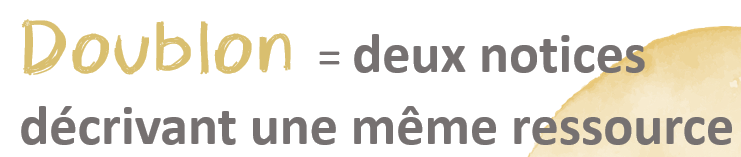 Doublon = deux notices
décrivant une même ressource